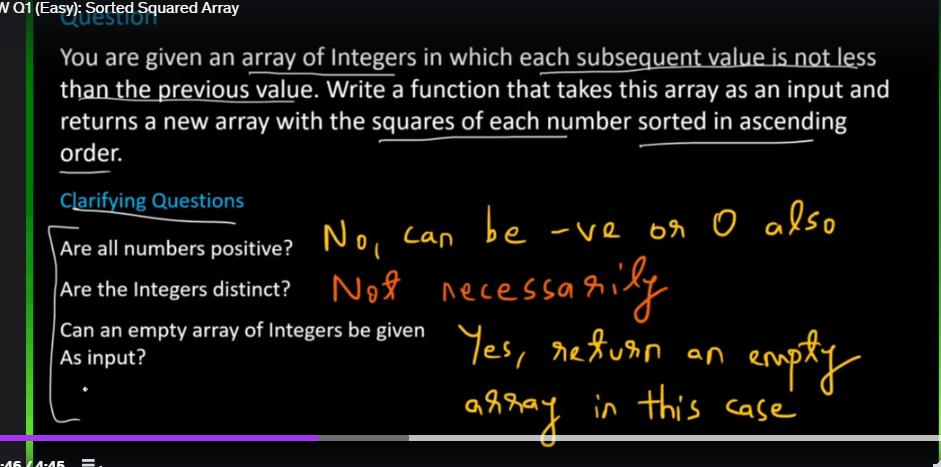 W Q1 (Easy): Sorted Squared Array
Question
You are given an array of Integers in which each subsequent value is not less
than the previous value. Write a function that takes this array as an input and
returns a new array with the squares of each number sorted in ascending
order.
Clarifying Questions
Are all numbers positive? No, can be -ve or 0 also
Are the Integers distinct? Not necessarily
Can an empty array of Integers be given
As input?
Yes, return an empty
array in this case
:46 / 4:45